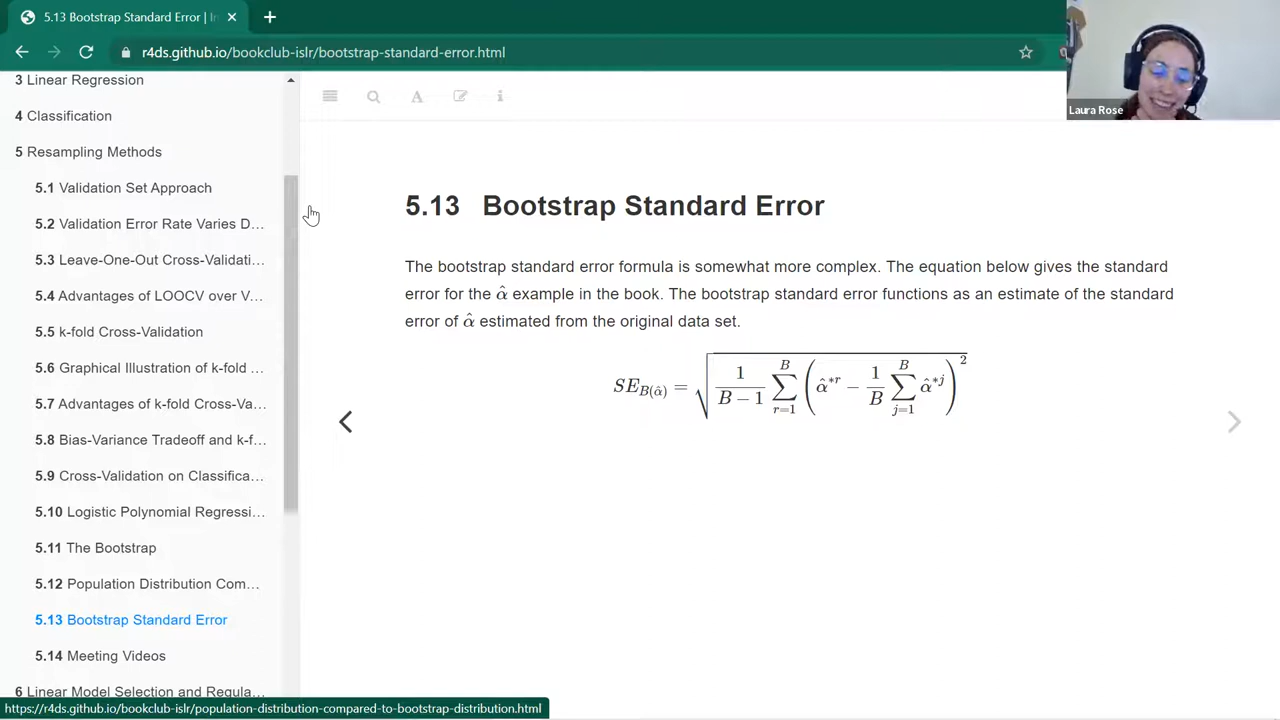 5.13 Bootstrap Standard Error | In
r4ds.github.io/bookclub-islr/bootstrap-standard-error.html
Laura Rose
3 Linear Regression
4 Classification
5 Resampling Methods
5.1 Validation Set Approach
5.2 Validation Error Rate Varies D…
5.3 Leave-One-Out Cross-Validati…
5.4 Advantages of LOOCV over V…
5.5 k-fold Cross-Validation
5.6 Graphical Illustration of k-fold …
5.7 Advantages of k-fold Cross-Va…
5.8 Bias-Variance Tradeoff and k-f…
5.9 Cross-Validation on Classifica…
5.10 Logistic Polynomial Regressi…
5.11 The Bootstrap
5.12 Population Distribution Com…
5.13 Bootstrap Standard Error
5.14 Meeting Videos
6 Linear Model Selection and Regula…
5.13 Bootstrap Standard Error
The bootstrap standard error formula is somewhat more complex. The equation below gives the standard
error for the α̂ example in the book. The bootstrap standard error functions as an estimate of the standard
error of α̂ estimated from the original data set.
SE_{B(α̂)} = √(1/(B − 1) ∑_{r=1}^{B} (α̂^{*r} − 1/B ∑_{j=1}^{B} α̂^{*j})^2)
https://r4ds.github.io/bookclub-islr/population-distribution-compared-to-bootstrap-distribution.html